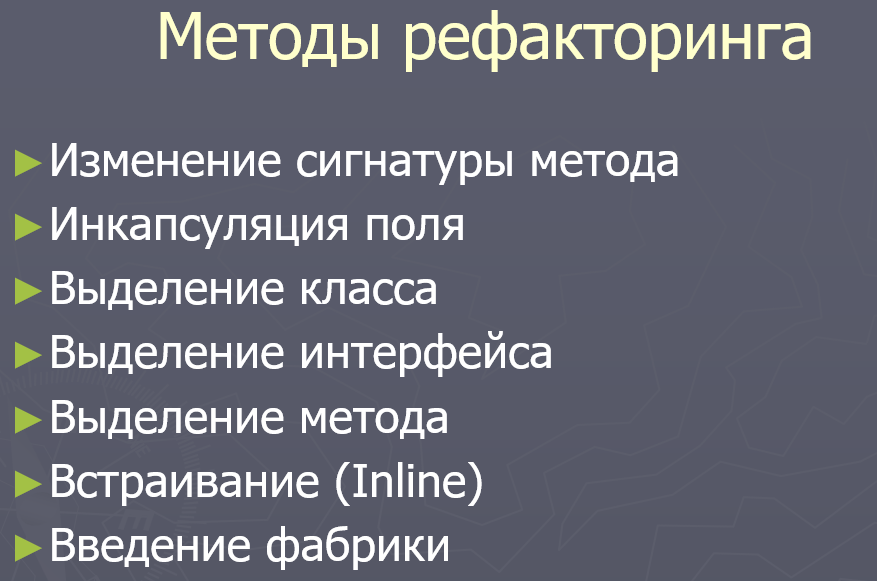 Методы рефакторинга
►Изменение сигнатуры метода
►Инкапсуляция поля
►Выделение класса
►Выделение интерфейса
►Выделение метода
►Встраивание (Inline)
►Введение фабрики